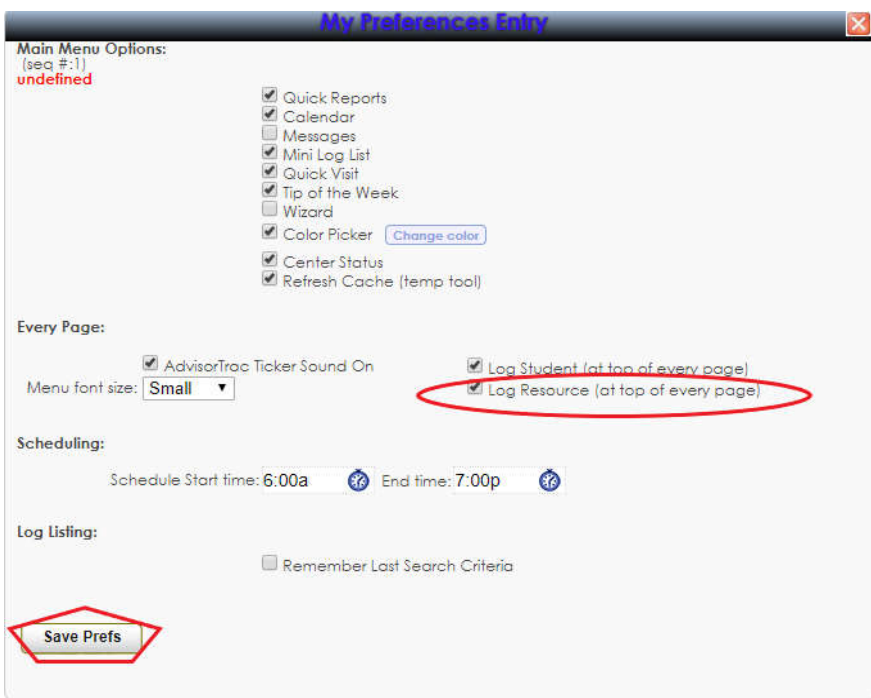 My Preferences Entry
Main Menu Options:
(seq #:1)
undefined
Quick Reports
Calendar
Messages
Mini Log List
Quick Visit
Tip of the Week
Wizard
Color Picker Change color
Center Status
Refresh Cache (temp tool)
Every Page:
AdvisorTrac Ticker Sound On Log Student (at top of every page)
Menu font size: Small Log Resource (at top of every page)
Scheduling:
Schedule Start time: 6:00a End time: 7:00p
Log Listing:
Remember Last Search Criteria
Save Prefs